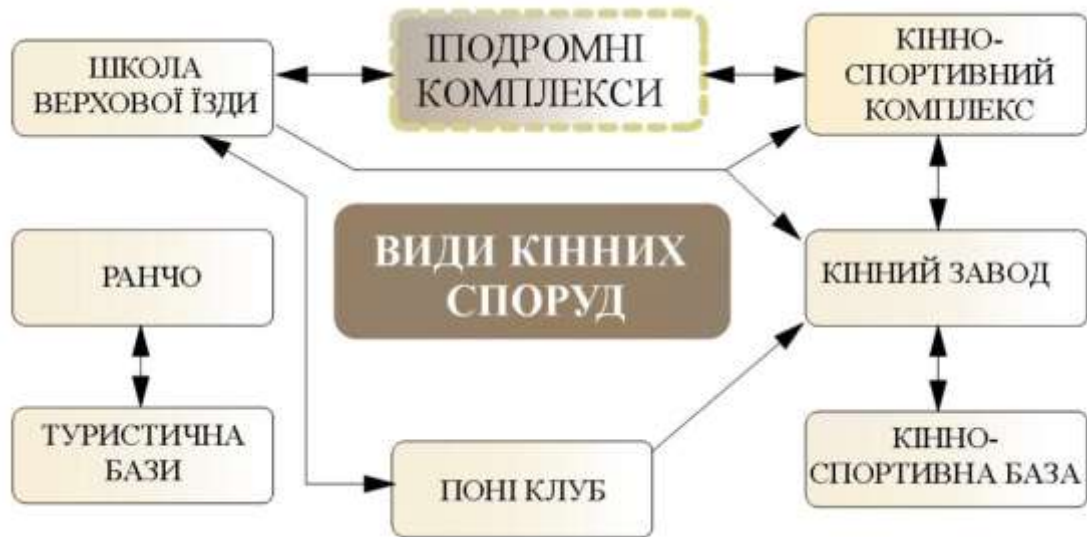 ШКОЛА
ВЕРХОВОЇ ЇЗДИ
ІПОДРОМНІ
КОМПЛЕКСИ
КІННО-
СПОРТИВНИЙ
КОМПЛЕКС
РАНЧО
ВИДИ КІННИХ
СПОРУД
КІННИЙ ЗАВОД
ТУРИСТИЧНА
БАЗИ
ПОНІ КЛУБ
КІННО-
СПОРТИВНА БАЗА